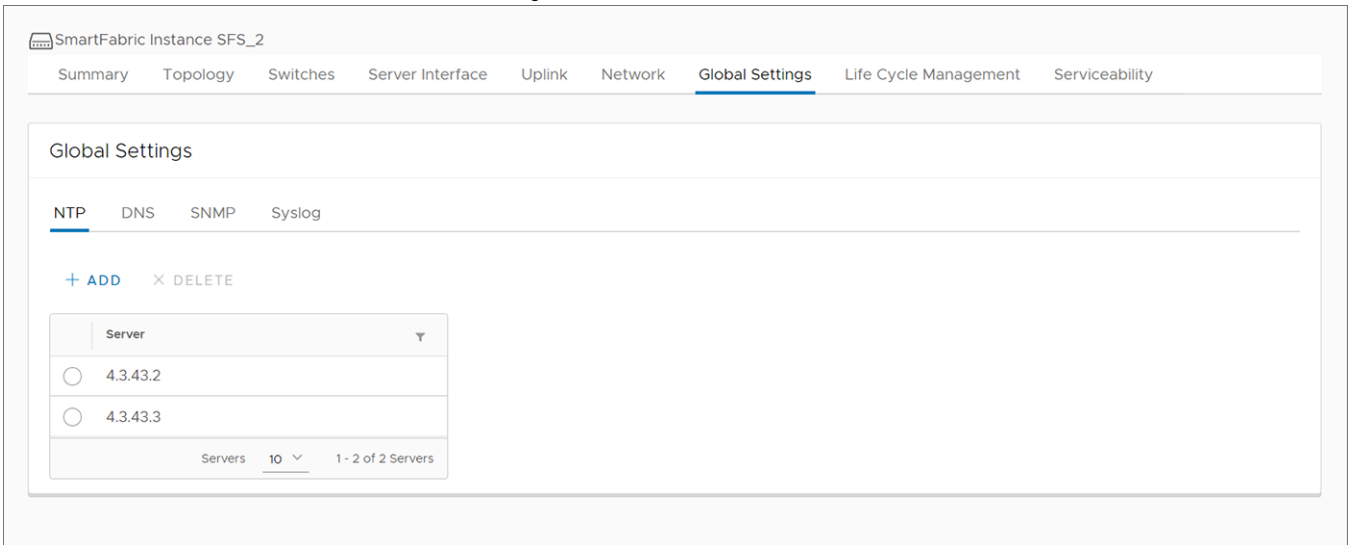 SmartFabric Instance SFS_2
Summary Topology Switches Server Interface Uplink Network Global Settings Life Cycle Management Serviceability
Global Settings
NTP DNS SNMP Syslog
+ ADD × DELETE
Server
4.3.43.2
4.3.43.3
Servers 10 1 - 2 of 2 Servers